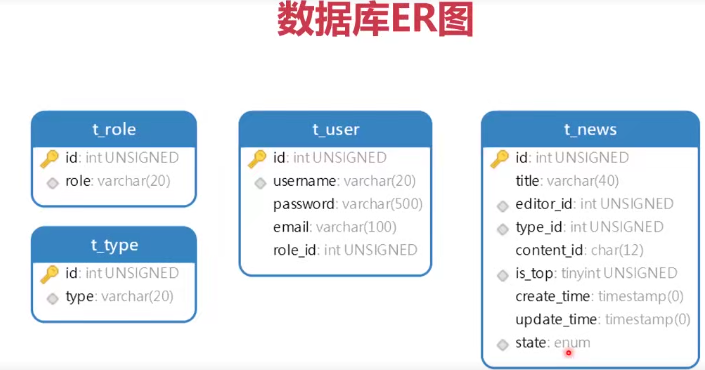 数据库ER图
t_role
id: int UNSIGNED
role: varchar(20)
t_type
id: int UNSIGNED
type: varchar(20)
t_user
id: int UNSIGNED
username: varchar(20)
password: varchar(500)
email: varchar(100)
role_id: int UNSIGNED
t_news
id: int UNSIGNED
title: varchar(40)
editor_id: int UNSIGNED
type_id: int UNSIGNED
content_id: char(12)
is_top: tinyint UNSIGNED
create_time: timestamp(0)
update_time: timestamp(0)
state: enum